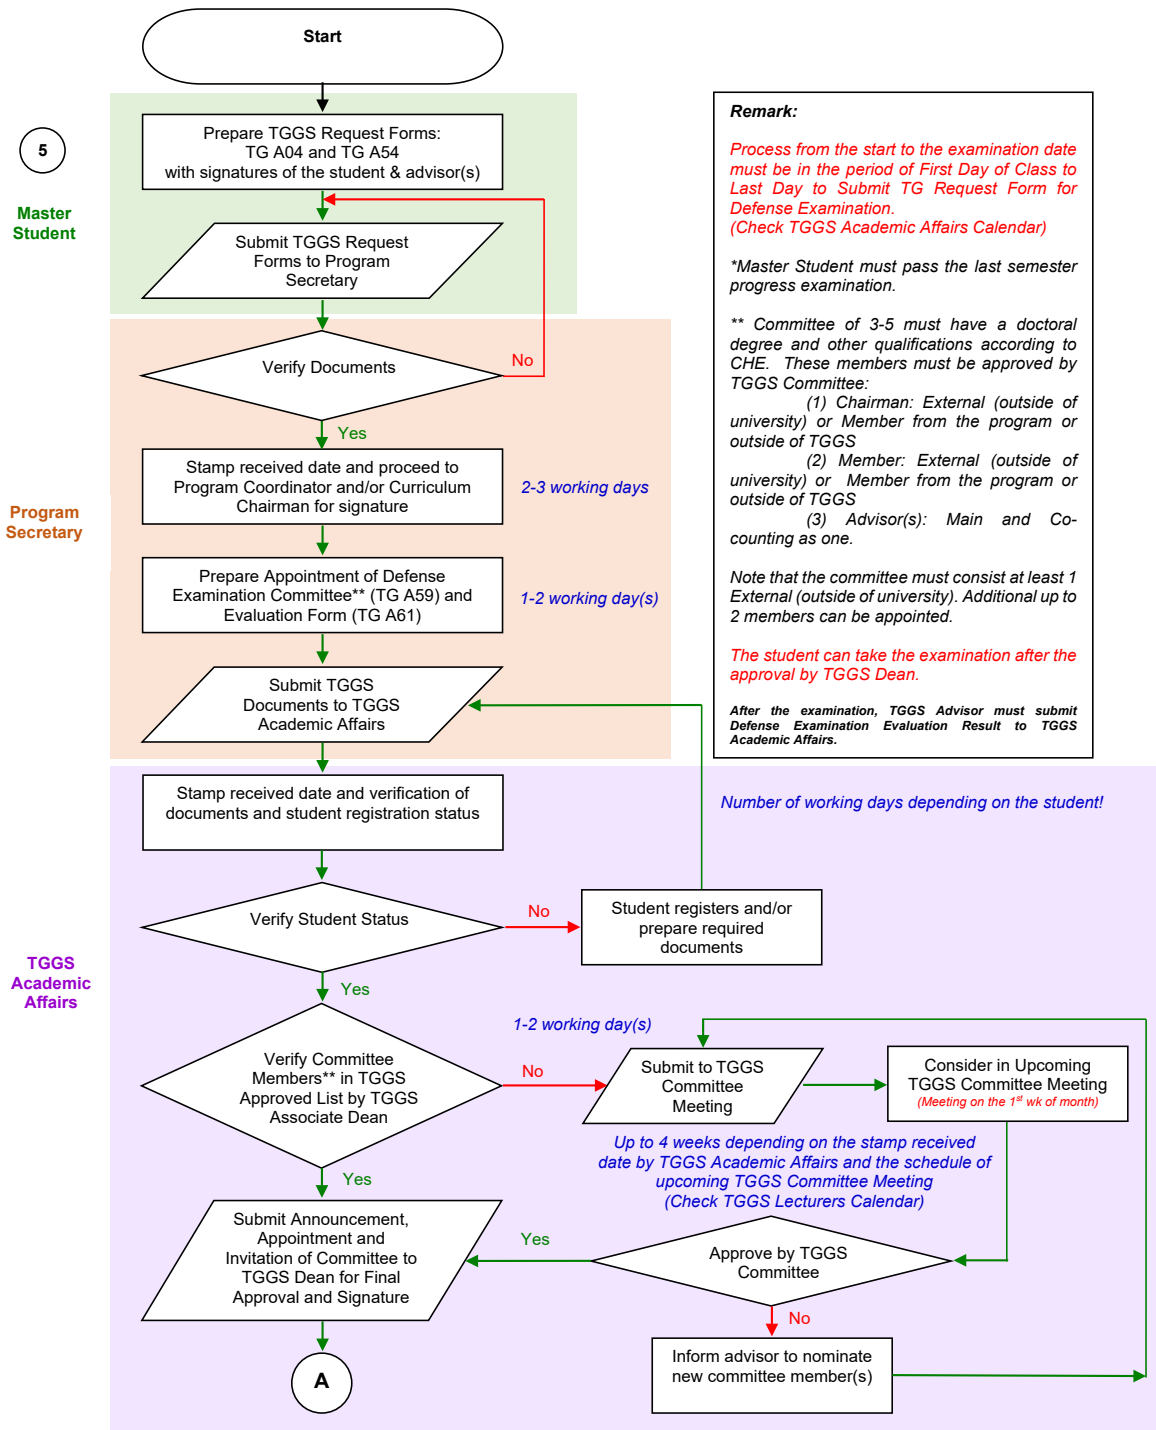 Start
5
Master
Student
Prepare TGGS Request Forms:
TG A04 and TG A54
with signatures of the student & advisor(s)
Submit TGGS Request
Forms to Program
Secretary
Remark:
Process from the start to the examination date
must be in the period of First Day of Class to
Last Day to Submit TG Request Form for
Defense Examination.
(Check TGGS Academic Affairs Calendar)
*Master Student must pass the last semester
progress examination.
** Committee of 3-5 must have a doctoral
degree and other qualifications according to
CHE. These members must be approved by
TGGS Committee:
(1) Chairman: External (outside of
university) or Member from the program or
outside of TGGS
(2) Member: External (outside of
university) or Member from the program or
outside of TGGS
(3) Advisor(s): Main and Co-
counting as one.
Note that the committee must consist at least 1
External (outside of university). Additional up to
2 members can be appointed.
The student can take the examination after the
approval by TGGS Dean.
After the examination, TGGS Advisor must submit
Defense Examination Evaluation Result to TGGS
Academic Affairs.
Program
Secretary
Verify Documents
No
Yes
Stamp received date and proceed to
Program Coordinator and/or Curriculum
Chairman for signature
2-3 working days
Prepare Appointment of Defense
Examination Committee** (TG A59) and
Evaluation Form (TG A61)
1-2 working day(s)
Submit TGGS
Documents to TGGS
Academic Affairs
TGGS
Academic
Affairs
Stamp received date and verification of
documents and student registration status
Number of working days depending on the student!
Verify Student Status
No
Student registers and/or
prepare required
documents
Yes
Verify Committee
Members** in TGGS
Approved List by TGGS
Associate Dean
1-2 working day(s)
No
Submit to TGGS
Committee
Meeting
Consider in Upcoming
TGGS Committee Meeting
(Meeting on the 1st wk of month)
Up to 4 weeks depending on the stamp received
date by TGGS Academic Affairs and the schedule of
upcoming TGGS Committee Meeting
(Check TGGS Lecturers Calendar)
Yes
Submit Announcement,
Appointment and
Invitation of Committee to
TGGS Dean for Final
Approval and Signature
Yes
Approve by TGGS
Committee
No
Inform advisor to nominate
new committee member(s)
A